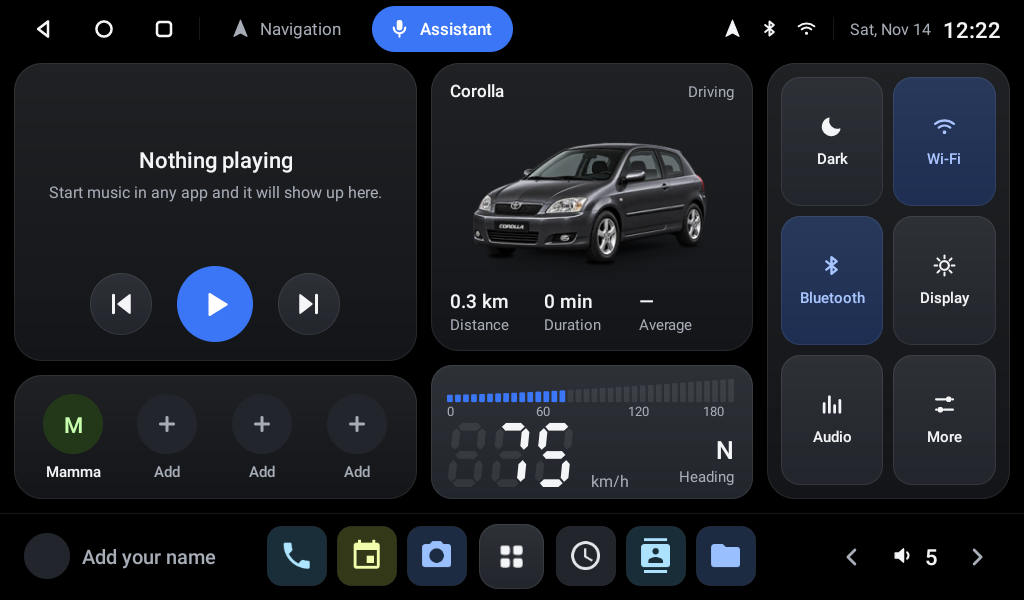 Navigation
Assistant
Sat, Nov 14
12:22
Nothing playing
Start music in any app and it will show up here.
M
Mamma
Add
Add
Add
Corolla
Driving
COROLLA
0.3 km
0 min
–
Distance
Duration
Average
0
60
120
180
75
km/h
N
Heading
Dark
Wi-Fi
Bluetooth
Display
Audio
More
Add your name
5